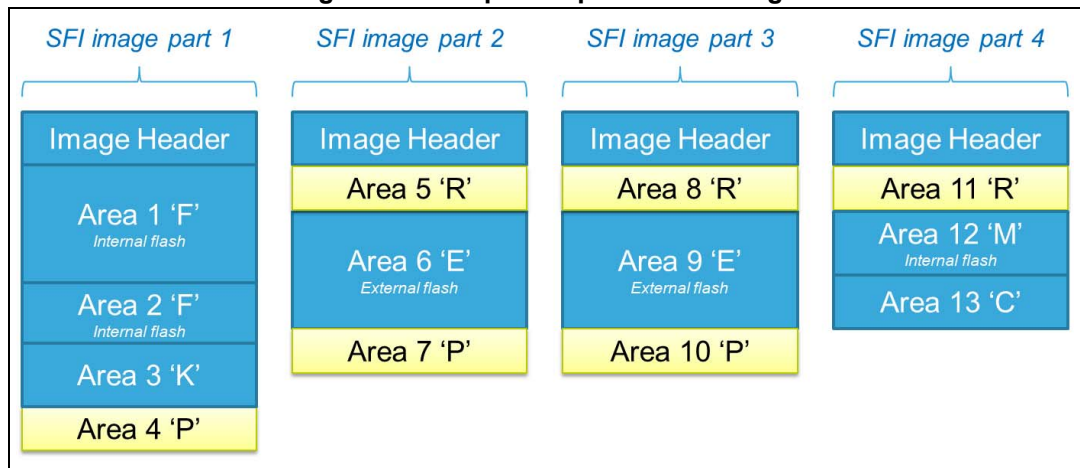 SFI image part 1
Image Header
Area 1 ‘F’
Internal flash
Area 2 ‘F’
Internal flash
Area 3 ‘K’
Area 4 ‘P’
SFI image part 2
Image Header
Area 5 ‘R’
Area 6 ‘E’
External flash
Area 7 ‘P’
SFI image part 3
Image Header
Area 8 ‘R’
Area 9 ‘E’
External flash
Area 10 ‘P’
SFI image part 4
Image Header
Area 11 ‘R’
Area 12 ‘M’
Internal flash
Area 13 ‘C’